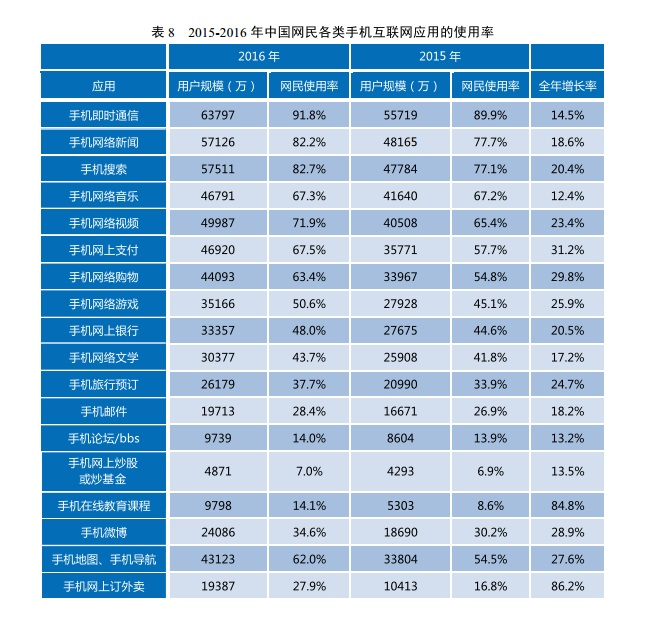 表 8 2015-2016 年中国网民各类手机互联网应用的使用率
2016 年 2015 年
应用 用户规模（万） 网民使用率 用户规模（万） 网民使用率 全年增长率
手机即时通信 63797 91.8% 55719 89.9% 14.5%
手机网络新闻 57126 82.2% 48165 77.7% 18.6%
手机搜索 57511 82.7% 47784 77.1% 20.4%
手机网络音乐 46791 67.3% 41640 67.2% 12.4%
手机网络视频 49987 71.9% 40508 65.4% 23.4%
手机网上支付 46920 67.5% 35771 57.7% 31.2%
手机网络购物 44093 63.4% 33967 54.8% 29.8%
手机网络游戏 35166 50.6% 27928 45.1% 25.9%
手机网上银行 33357 48.0% 27675 44.6% 20.5%
手机网络文学 30377 43.7% 25908 41.8% 17.2%
手机旅行预订 26179 37.7% 20990 33.9% 24.7%
手机邮件 19713 28.4% 16671 26.9% 18.2%
手机论坛/bbs 9739 14.0% 8604 13.9% 13.2%
手机网上炒股
或炒基金 4871 7.0% 4293 6.9% 13.5%
手机在线教育课程 9798 14.1% 5303 8.6% 84.8%
手机微博 24086 34.6% 18690 30.2% 28.9%
手机地图、手机导航 43123 62.0% 33804 54.5% 27.6%
手机网上订外卖 19387 27.9% 10413 16.8% 86.2%